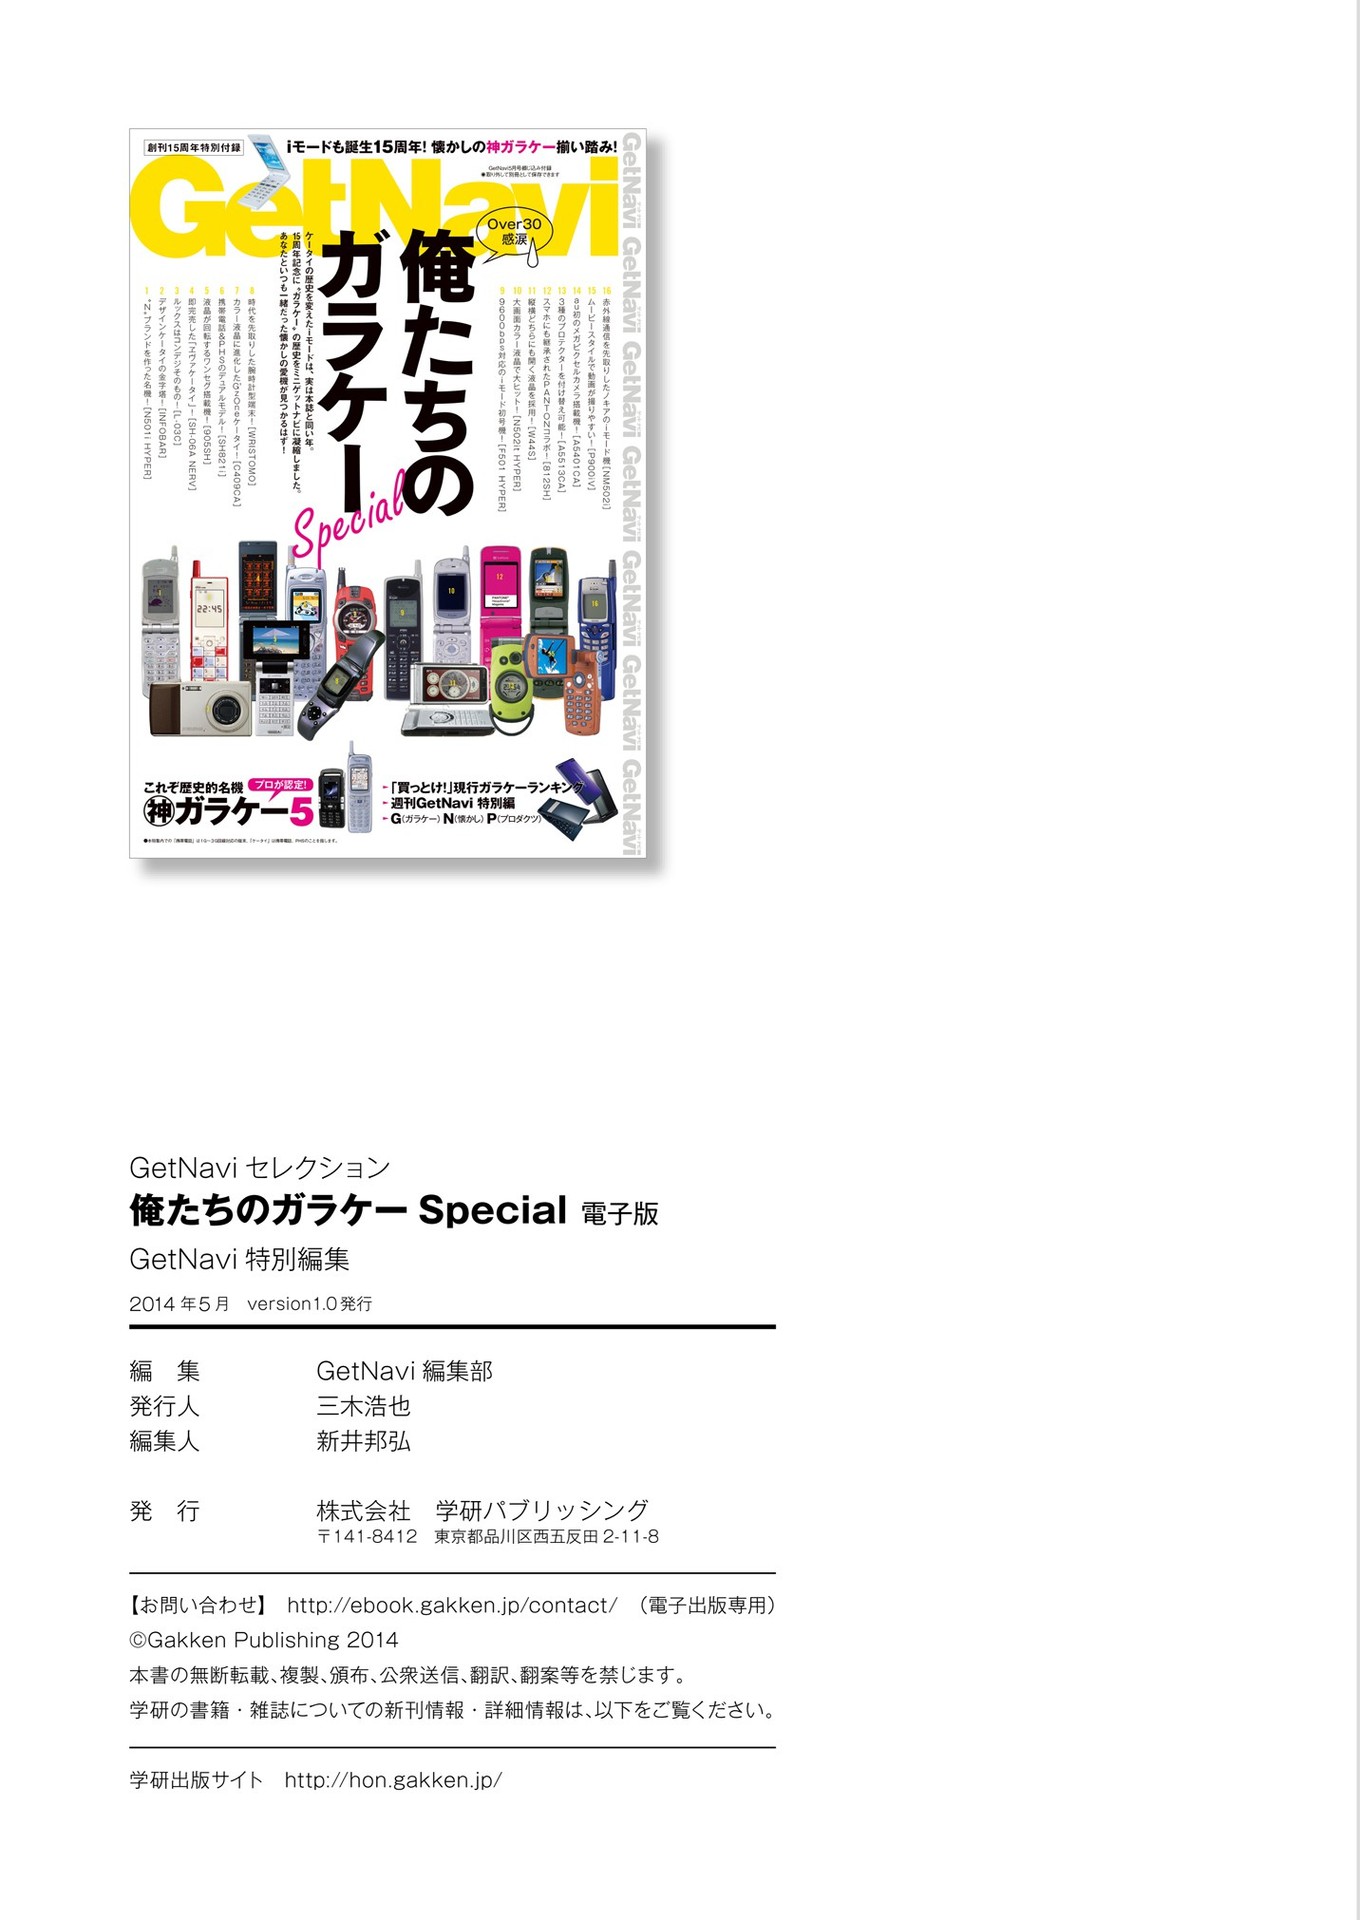 創刊15周年特別付録
iモードも誕生15周年! 懐かしの神ガラケー揃い踏み!
GetNavi
GetNavi5月号綴じ込み付録
●取り外して別冊として保存できます
Over30
感涙
俺たちの
ガラケー
Special
ケータイの歴史を変えたiモードは、実は本誌と同い年。
15周年記念に“ガラケー”の歴史をミニゲットナビに凝縮しました。
あなたといつも一緒だった懐かしの愛機が見つかるはず!
16 赤外線通信を先取りしたノキアのiモード機[NM502i]
15 ムービースタイルで動画が撮りやすい![P900iV]
14 au初のメガピクセルカメラ搭載機![A5401CA]
13 3種のプロテクターを付け替え可能![A5513CA]
12 スマホにも継承されたPANTONEコラボ![812SH]
11 縦横どちらにも開く液晶を採用![W44S]
10 大画面カラー液晶で大ヒット![N502it HYPER]
9 9600bps対応のiモード初号機![F501 HYPER]
8 時代を先取りした腕時計型端末![WRISTOMO]
7 カラー液晶に進化した“G'zOneケータイ”![C409CA]
6 携帯電話&PHSのデュアルモデル![SH821i]
5 液晶が回転するワンセグ搭載機![905SH]
4 即完売した「ヱヴァケータイ」![SH-06A NERV]
3 ルックスはコンデジそのもの![L-03C]
2 デザインケータイの金字塔![INFOBAR]
1 “N”ブランドを作った名機![N501i HYPER]
GetNavi GetNavi GetNavi GetNavi GetNavi GetNavi GetNavi
22:45
9
10
12
16
11
これぞ歴史的名機 プロが認定!
神ガラケー5
「買っとけ!」現行ガラケーランキング
週刊GetNavi 特別編
G(ガラケー) N(懐かし) P(プロダクツ)
GetNavi セレクション
俺たちのガラケー Special 電子版
GetNavi 特別編集
2014年5月 version1.0発行
編 集 GetNavi 編集部
発行人 三木浩也
編集人 新井邦弘
発 行 株式会社 学研パブリッシング
〒141-8412 東京都品川区西五反田 2-11-8
【お問い合わせ】 http://ebook.gakken.jp/contact/ (電子出版専用)
©Gakken Publishing 2014
本書の無断転載、複製、頒布、公衆送信、翻訳、翻案等を禁じます。
学研の書籍・雑誌についての新刊情報・詳細情報は、以下をご覧ください。
学研出版サイト http://hon.gakken.jp/